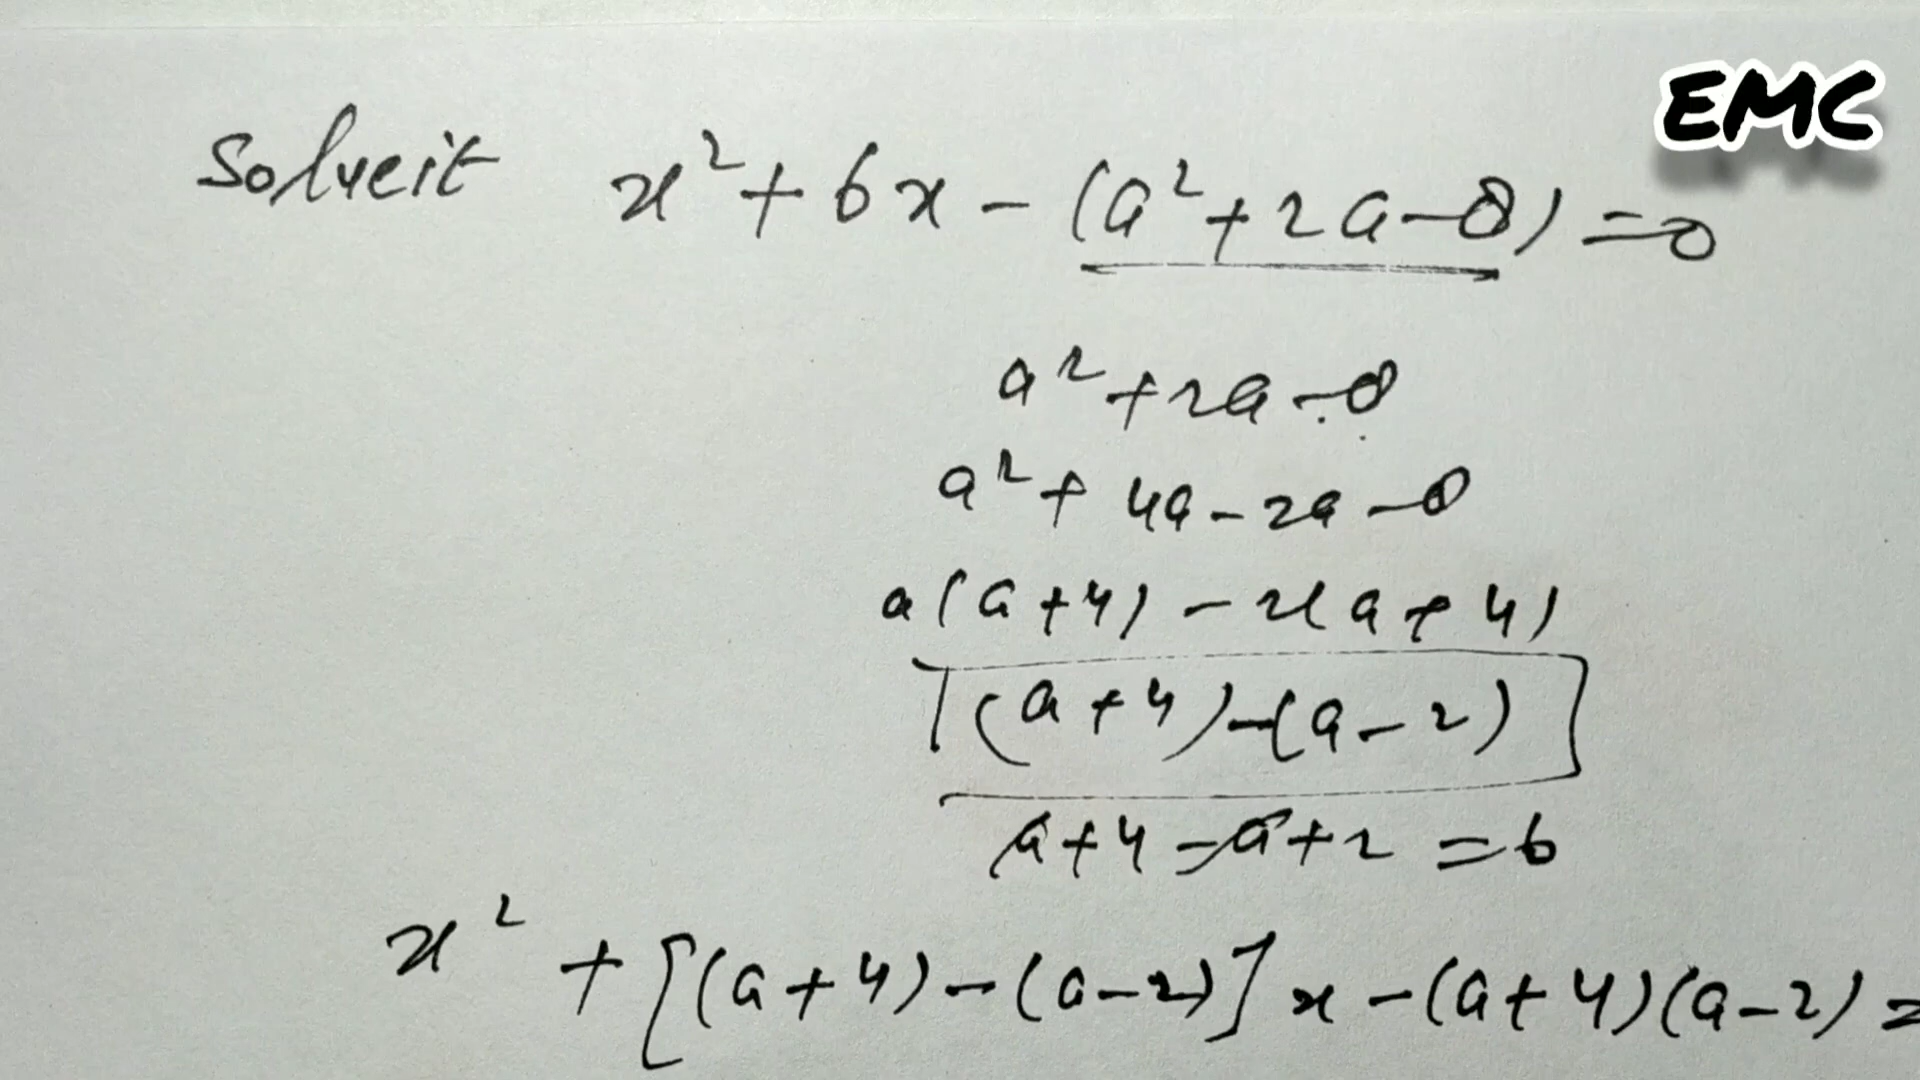 EMC
Solveit x² + 6x - (a² + 2a - 8) = 0
a² + 2a - 8
a² + 4a - 2a - 8
a(a + 4) - 2(a + 4)
[(a + 4) - (a - 2)]
a + 4 - a + 2 = 6
x² + [(a + 4) - (a - 2)] x - (a + 4)(a - 2) =